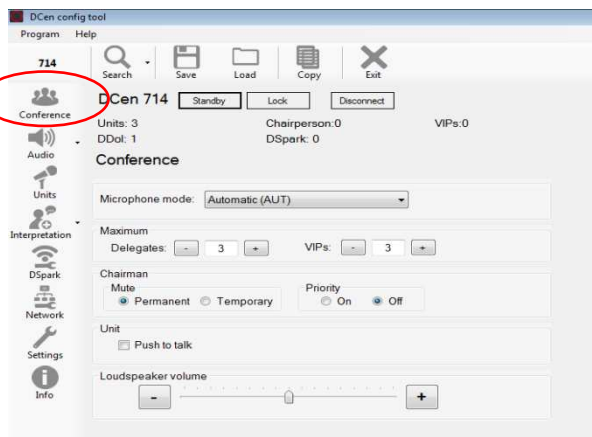 DCen config tool
Program Help
714
Search Save Load Copy Exit
Conference
Audio
Units
Interpretation
DSpark
Network
Settings
Info
DCen 714 Standby Lock Disconnect
Units: 3 Chairperson:0 VIPs:0
DDol: 1 DSpark: 0
Conference
Microphone mode: Automatic (AUT)
Maximum
Delegates: - 3 + VIPs: - 3 +
Chairman
Mute Priority
Permanent Temporary On Off
Unit
Push to talk
Loudspeaker volume
- +